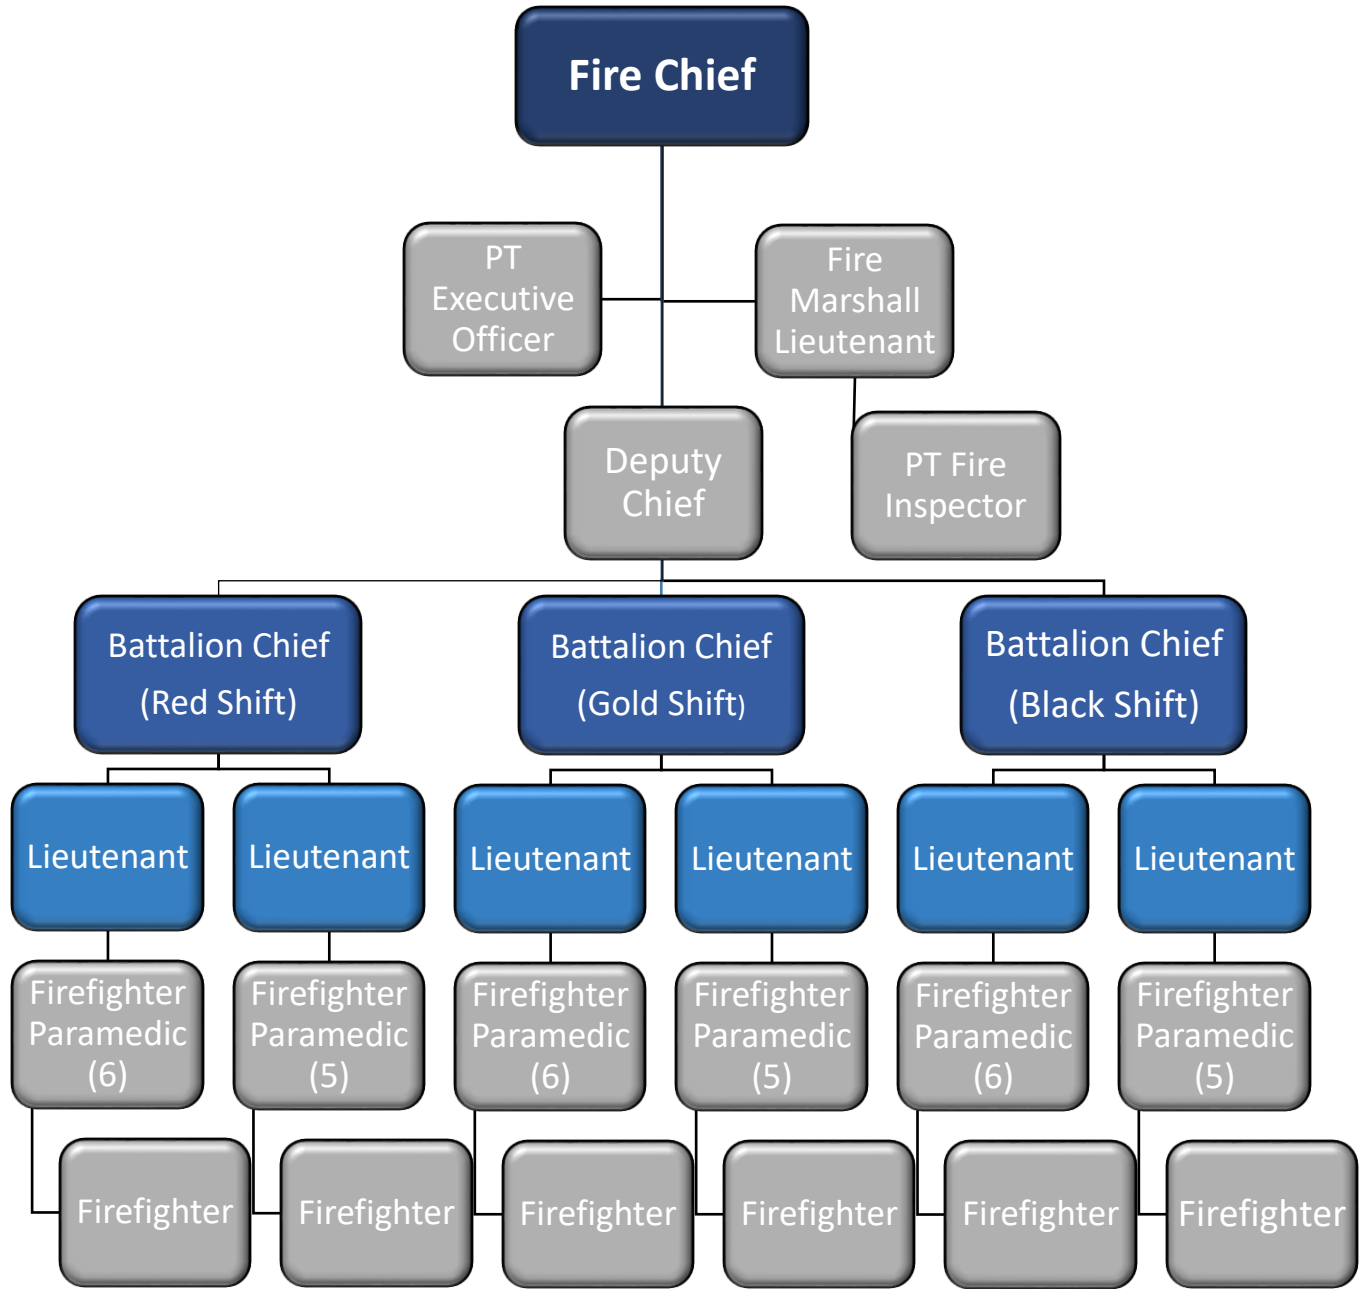 Fire Chief
PT
Executive
Officer
Fire
Marshall
Lieutenant
Deputy
Chief
PT Fire
Inspector
Battalion Chief
(Red Shift)
Battalion Chief
(Gold Shift)
Battalion Chief
(Black Shift)
Lieutenant
Lieutenant
Lieutenant
Lieutenant
Lieutenant
Lieutenant
Firefighter
Paramedic
(6)
Firefighter
Paramedic
(5)
Firefighter
Paramedic
(6)
Firefighter
Paramedic
(5)
Firefighter
Paramedic
(6)
Firefighter
Paramedic
(5)
Firefighter
Firefighter
Firefighter
Firefighter
Firefighter
Firefighter